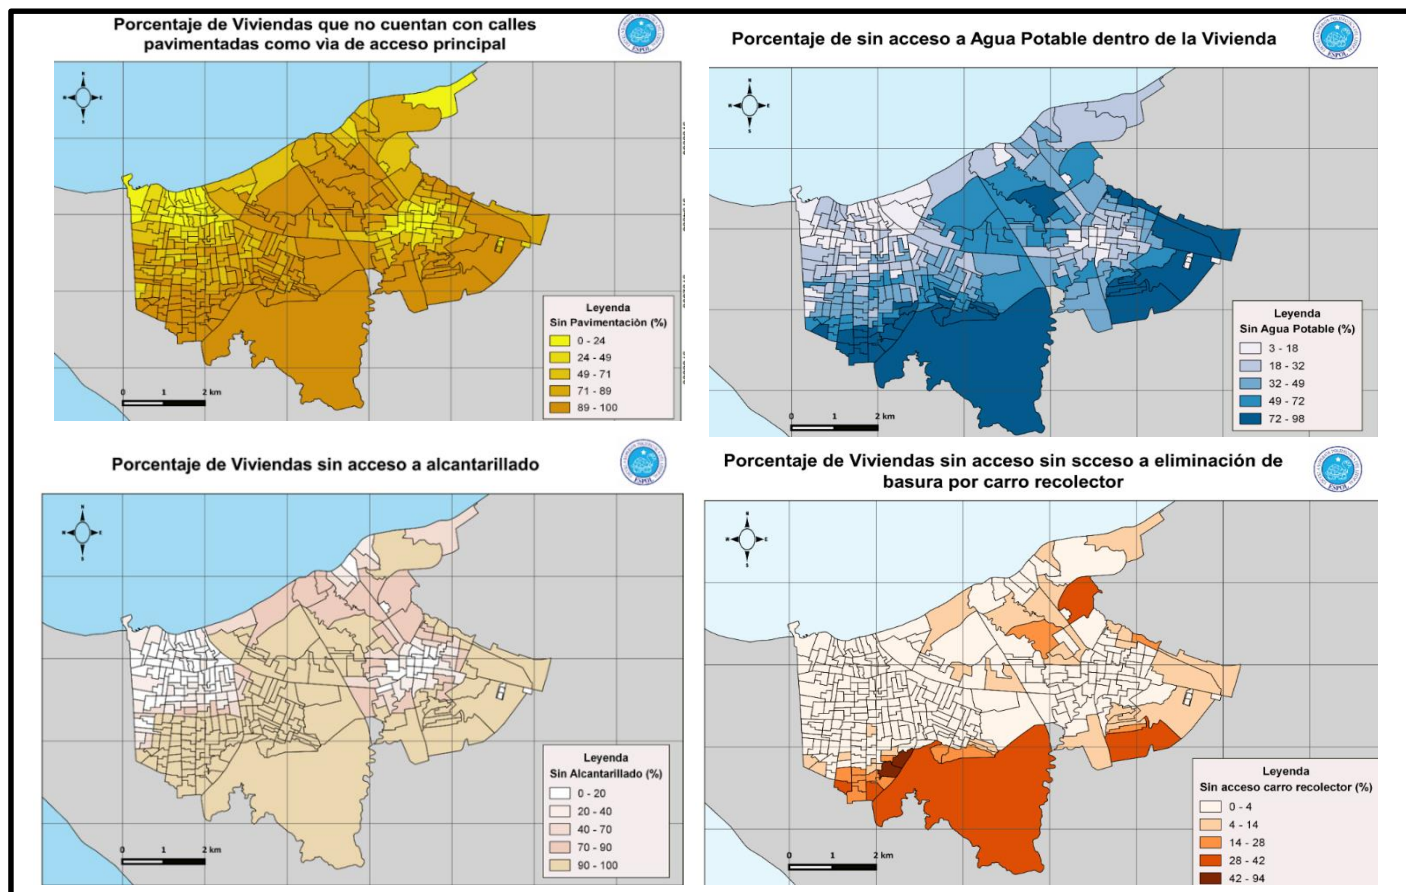 Porcentaje de Viviendas que no cuentan con calles
pavimentadas como vìa de acceso principal
ESPOL
N
E
S
Leyenda
Sin Pavimentación (%)
0 - 24
24 - 49
49 - 71
71 - 89
89 - 100
0 1 2 km
Porcentaje de sin acceso a Agua Potable dentro de la Vivienda
ESPOL
N
E
S
Leyenda
Sin Agua Potable (%)
3 - 18
18 - 32
32 - 49
49 - 72
72 - 98
0 1 2 km
Porcentaje de Viviendas sin acceso a alcantarillado
ESPOL
N
E
S
Leyenda
Sin Alcantarillado (%)
0 - 20
20 - 40
40 - 70
70 - 90
90 - 100
0 1 2 km
Porcentaje de Viviendas sin acceso sin scceso a eliminación de
basura por carro recolector
ESPOL
N
E
S
Leyenda
Sin acceso carro recolector (%)
0 - 4
4 - 14
14 - 28
28 - 42
42 - 94
0 1 2 km